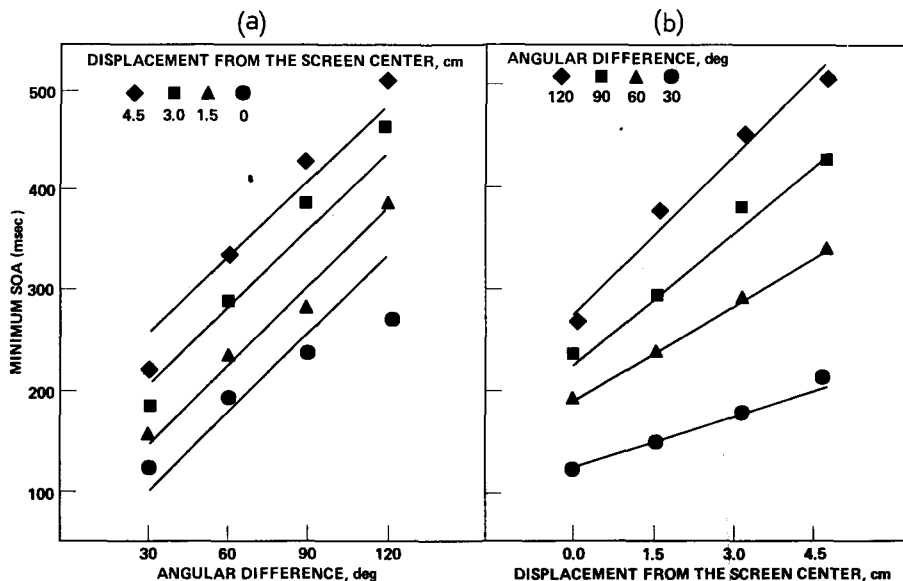 (a)
DISPLACEMENT FROM THE SCREEN CENTER, cm
4.5 3.0 1.5 0
MINIMUM SOA (msec)
500
400
300
200
100
30 60 90 120
ANGULAR DIFFERENCE, deg
(b)
ANGULAR DIFFERENCE, deg
120 90 60 30
0.0 1.5 3.0 4.5
DISPLACEMENT FROM THE SCREEN CENTER, cm